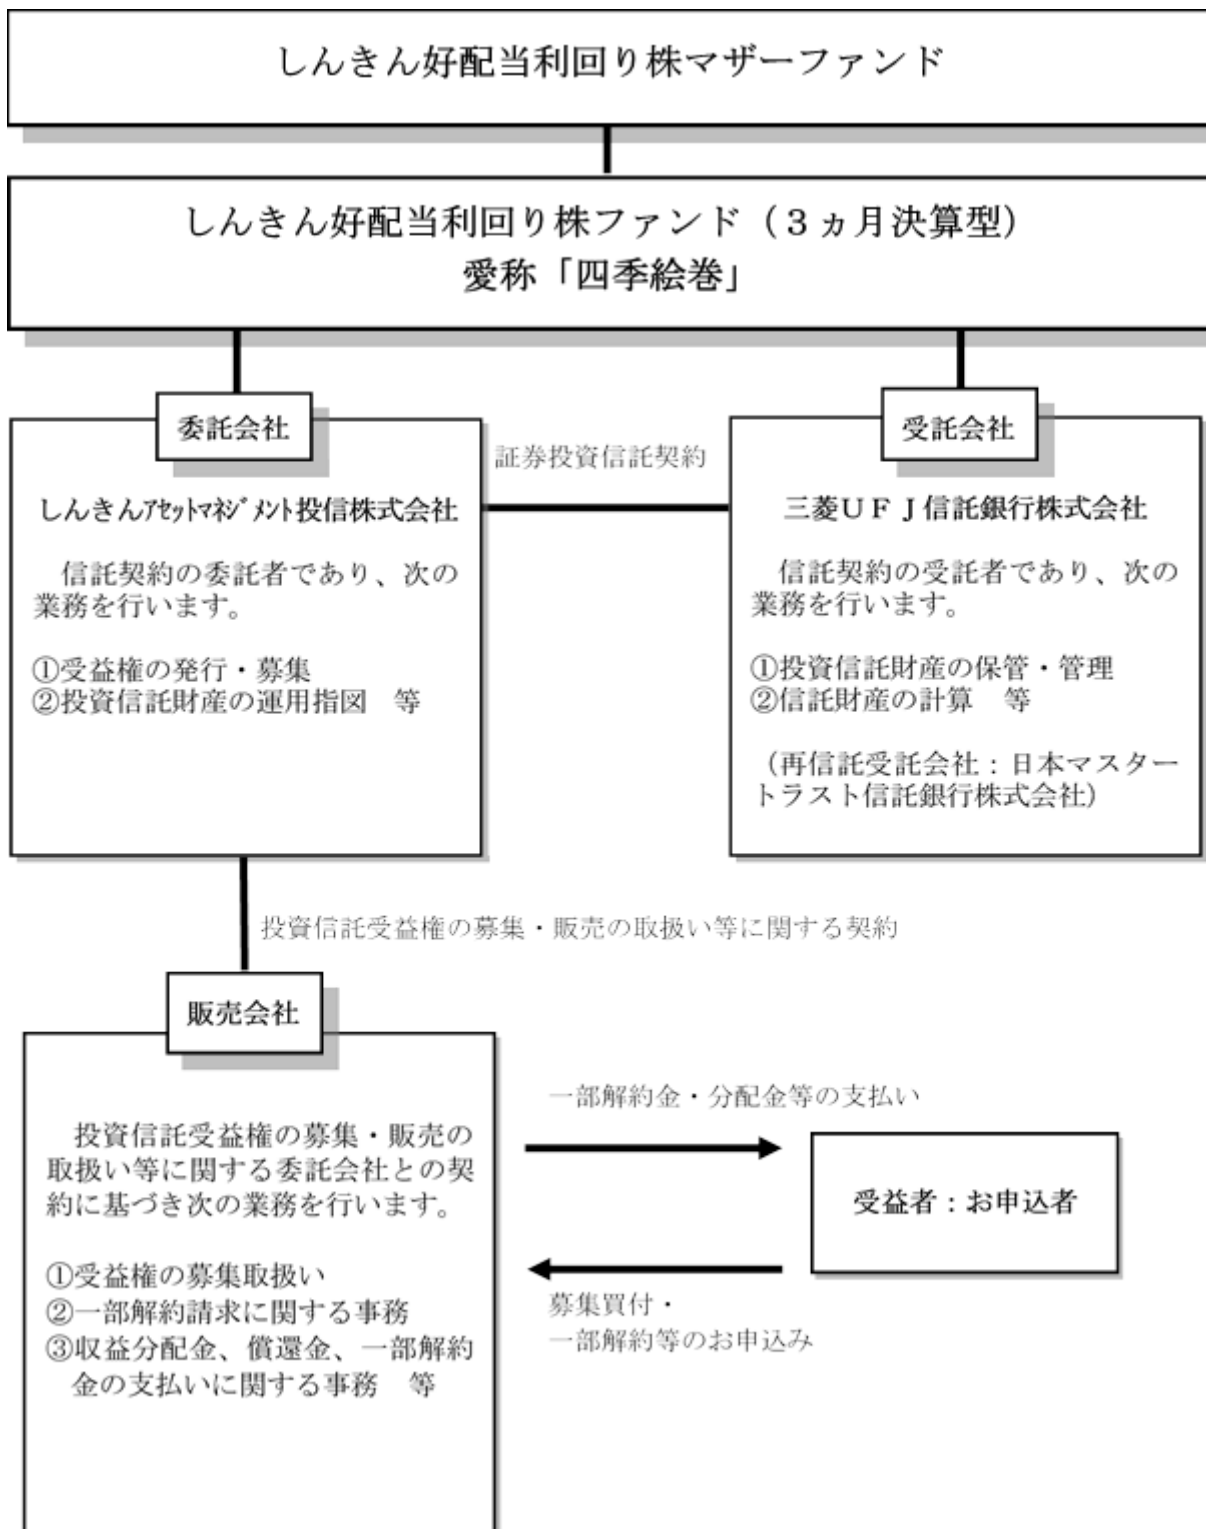 しんきん好配当利回り株マザーファンド
しんきん好配当利回り株ファンド（３ヵ月決算型）
愛称「四季絵巻」
委託会社
しんきんｱｾｯﾄﾏﾈｼﾞﾒﾝﾄ投信株式会社
　信託契約の委託者であり、次の
業務を行います。
①受益権の発行・募集
②投資信託財産の運用指図　等
証券投資信託契約
受託会社
三菱ＵＦＪ信託銀行株式会社
　信託契約の受託者であり、次の
業務を行います。
①投資信託財産の保管・管理
②信託財産の計算　等
（再信託受託会社：日本マスター
トラスト信託銀行株式会社）
投資信託受益権の募集・販売の取扱い等に関する契約
販売会社
　投資信託受益権の募集・販売の
取扱い等に関する委託会社との契
約に基づき次の業務を行います。
①受益権の募集取扱い
②一部解約請求に関する事務
③収益分配金、償還金、一部解約
金の支払いに関する事務　等
一部解約金・分配金等の支払い
受益者：お申込者
募集買付・
一部解約等のお申込み